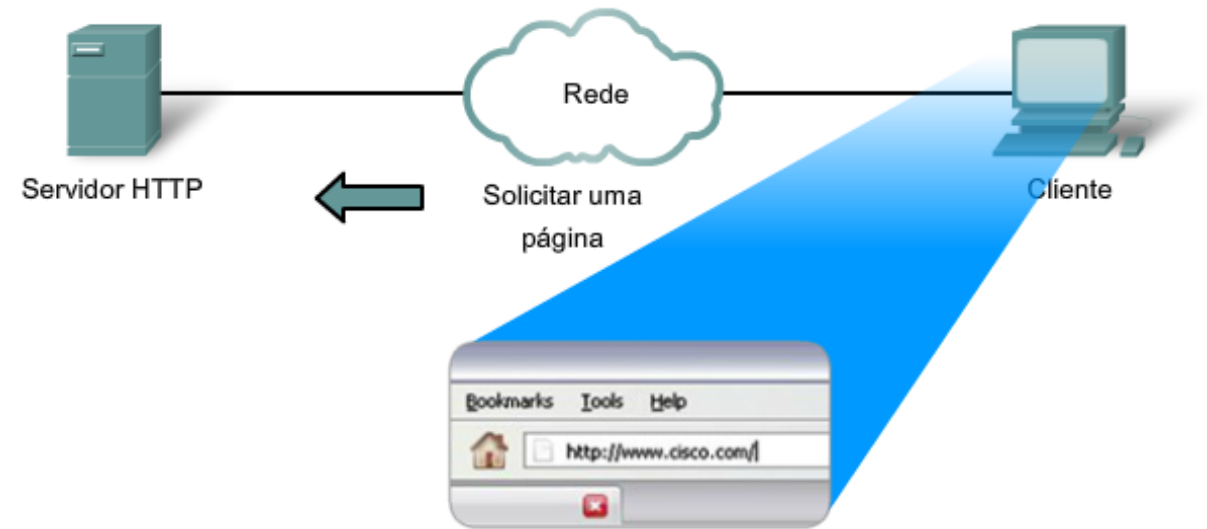 Rede
Servidor HTTP
Solicitar uma
página
Cliente
Bookmarks Tools Help
http://www.cisco.com/